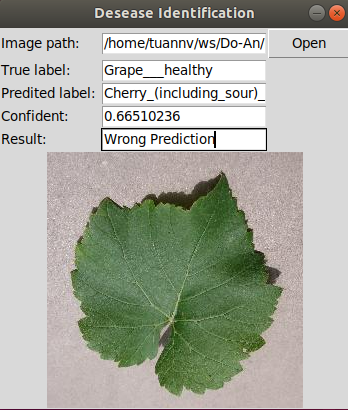 Desease Identification
Image path: /home/tuannv/ws/Do-An/ Open
True label: Grape___healthy
Predited label: Cherry_(including_sour)_
Confident: 0.66510236
Result: Wrong Prediction